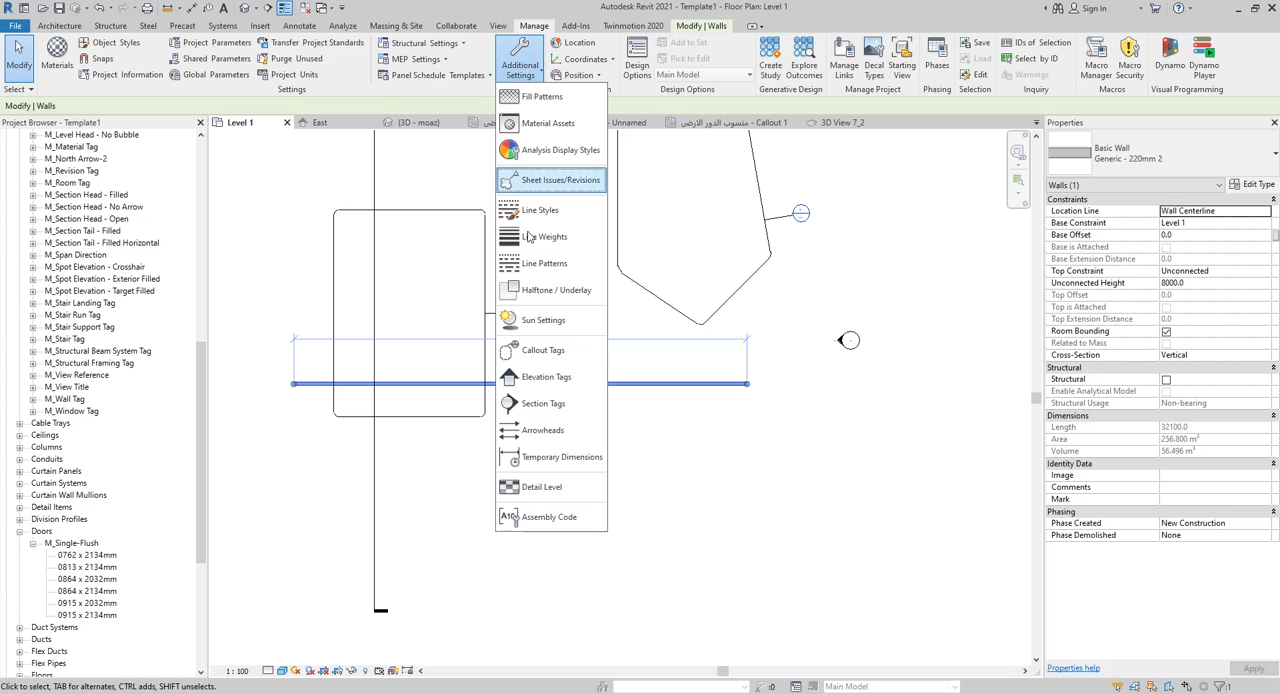 Autodesk Revit 2021 - Template1 - Floor Plan: Level 1
Sign In
File Architecture Structure Steel Precast Systems Insert Annotate Analyze Massing & Site Collaborate View Manage Add-Ins Twinmotion 2020 Modify | Walls
Modify
Select
Materials
Object Styles
Snaps
Project Information
Project Parameters
Shared Parameters
Global Parameters
Transfer Project Standards
Purge Unused
Project Units
Settings
Structural Settings
MEP Settings
Panel Schedule Templates
Additional Settings
Location
Coordinates
Position
Design Options
Add to Set
Pick to Edit
Main Model
Design Options
Create Study
Explore Outcomes
Generative Design
Manage Links
Decal Types
Starting View
Manage Project
Phases
Phasing
Save
Load
Edit
Selection
IDs of Selection
Select by ID
Warnings
Inquiry
Macro Manager
Macro Security
Macros
Dynamo
Dynamo Player
Visual Programming
Modify | Walls
Project Browser - Template1
M_Level Head - No Bubble
M_Material Tag
M_North Arrow-2
M_Revision Tag
M_Room Tag
M_Section Head - Filled
M_Section Head - No Arrow
M_Section Head - Open
M_Section Tail - Filled
M_Section Tail - Filled Horizontal
M_Span Direction
M_Spot Elevation - Crosshair
M_Spot Elevation - Exterior Filled
M_Spot Elevation - Target Filled
M_Stair Landing Tag
M_Stair Run Tag
M_Stair Support Tag
M_Stair Tag
M_Structural Beam System Tag
M_Structural Framing Tag
M_View Reference
M_View Title
M_Wall Tag
M_Window Tag
Cable Trays
Ceilings
Columns
Conduits
Curtain Panels
Curtain Systems
Curtain Wall Mullions
Detail Items
Division Profiles
Doors
M_Single-Flush
0762 x 2134mm
0813 x 2134mm
0864 x 2032mm
0864 x 2134mm
0915 x 2032mm
0915 x 2134mm
Duct Systems
Ducts
Flex Ducts
Flex Pipes
Level 1
East
{3D - moaz}
Unnamed
منسوب الدور الارضى - Callout 1
3D View 7_2
Fill Patterns
Material Assets
Analysis Display Styles
Sheet Issues/Revisions
Line Styles
Line Weights
Line Patterns
Halftone / Underlay
Sun Settings
Callout Tags
Elevation Tags
Section Tags
Arrowheads
Temporary Dimensions
Detail Level
Assembly Code
Properties
Basic Wall
Generic - 220mm 2
Walls (1) Edit Type
Constraints
Location Line Wall Centerline
Base Constraint Level 1
Base Offset 0.0
Base is Attached
Base Extension Distance 0.0
Top Constraint Unconnected
Unconnected Height 8000.0
Top Offset 0.0
Top is Attached
Top Extension Distance 0.0
Room Bounding
Related to Mass
Cross-Section Vertical
Structural
Structural
Enable Analytical Model
Structural Usage Non-bearing
Dimensions
Length 32100.0
Area 256.800 m²
Volume 56.496 m³
Identity Data
Image
Comments
Mark
Phasing
Phase Created New Construction
Phase Demolished None
Properties help
Apply
1 : 100
Click to select, TAB for alternates, CTRL adds, SHIFT unselects.
:0
Main Model
:1